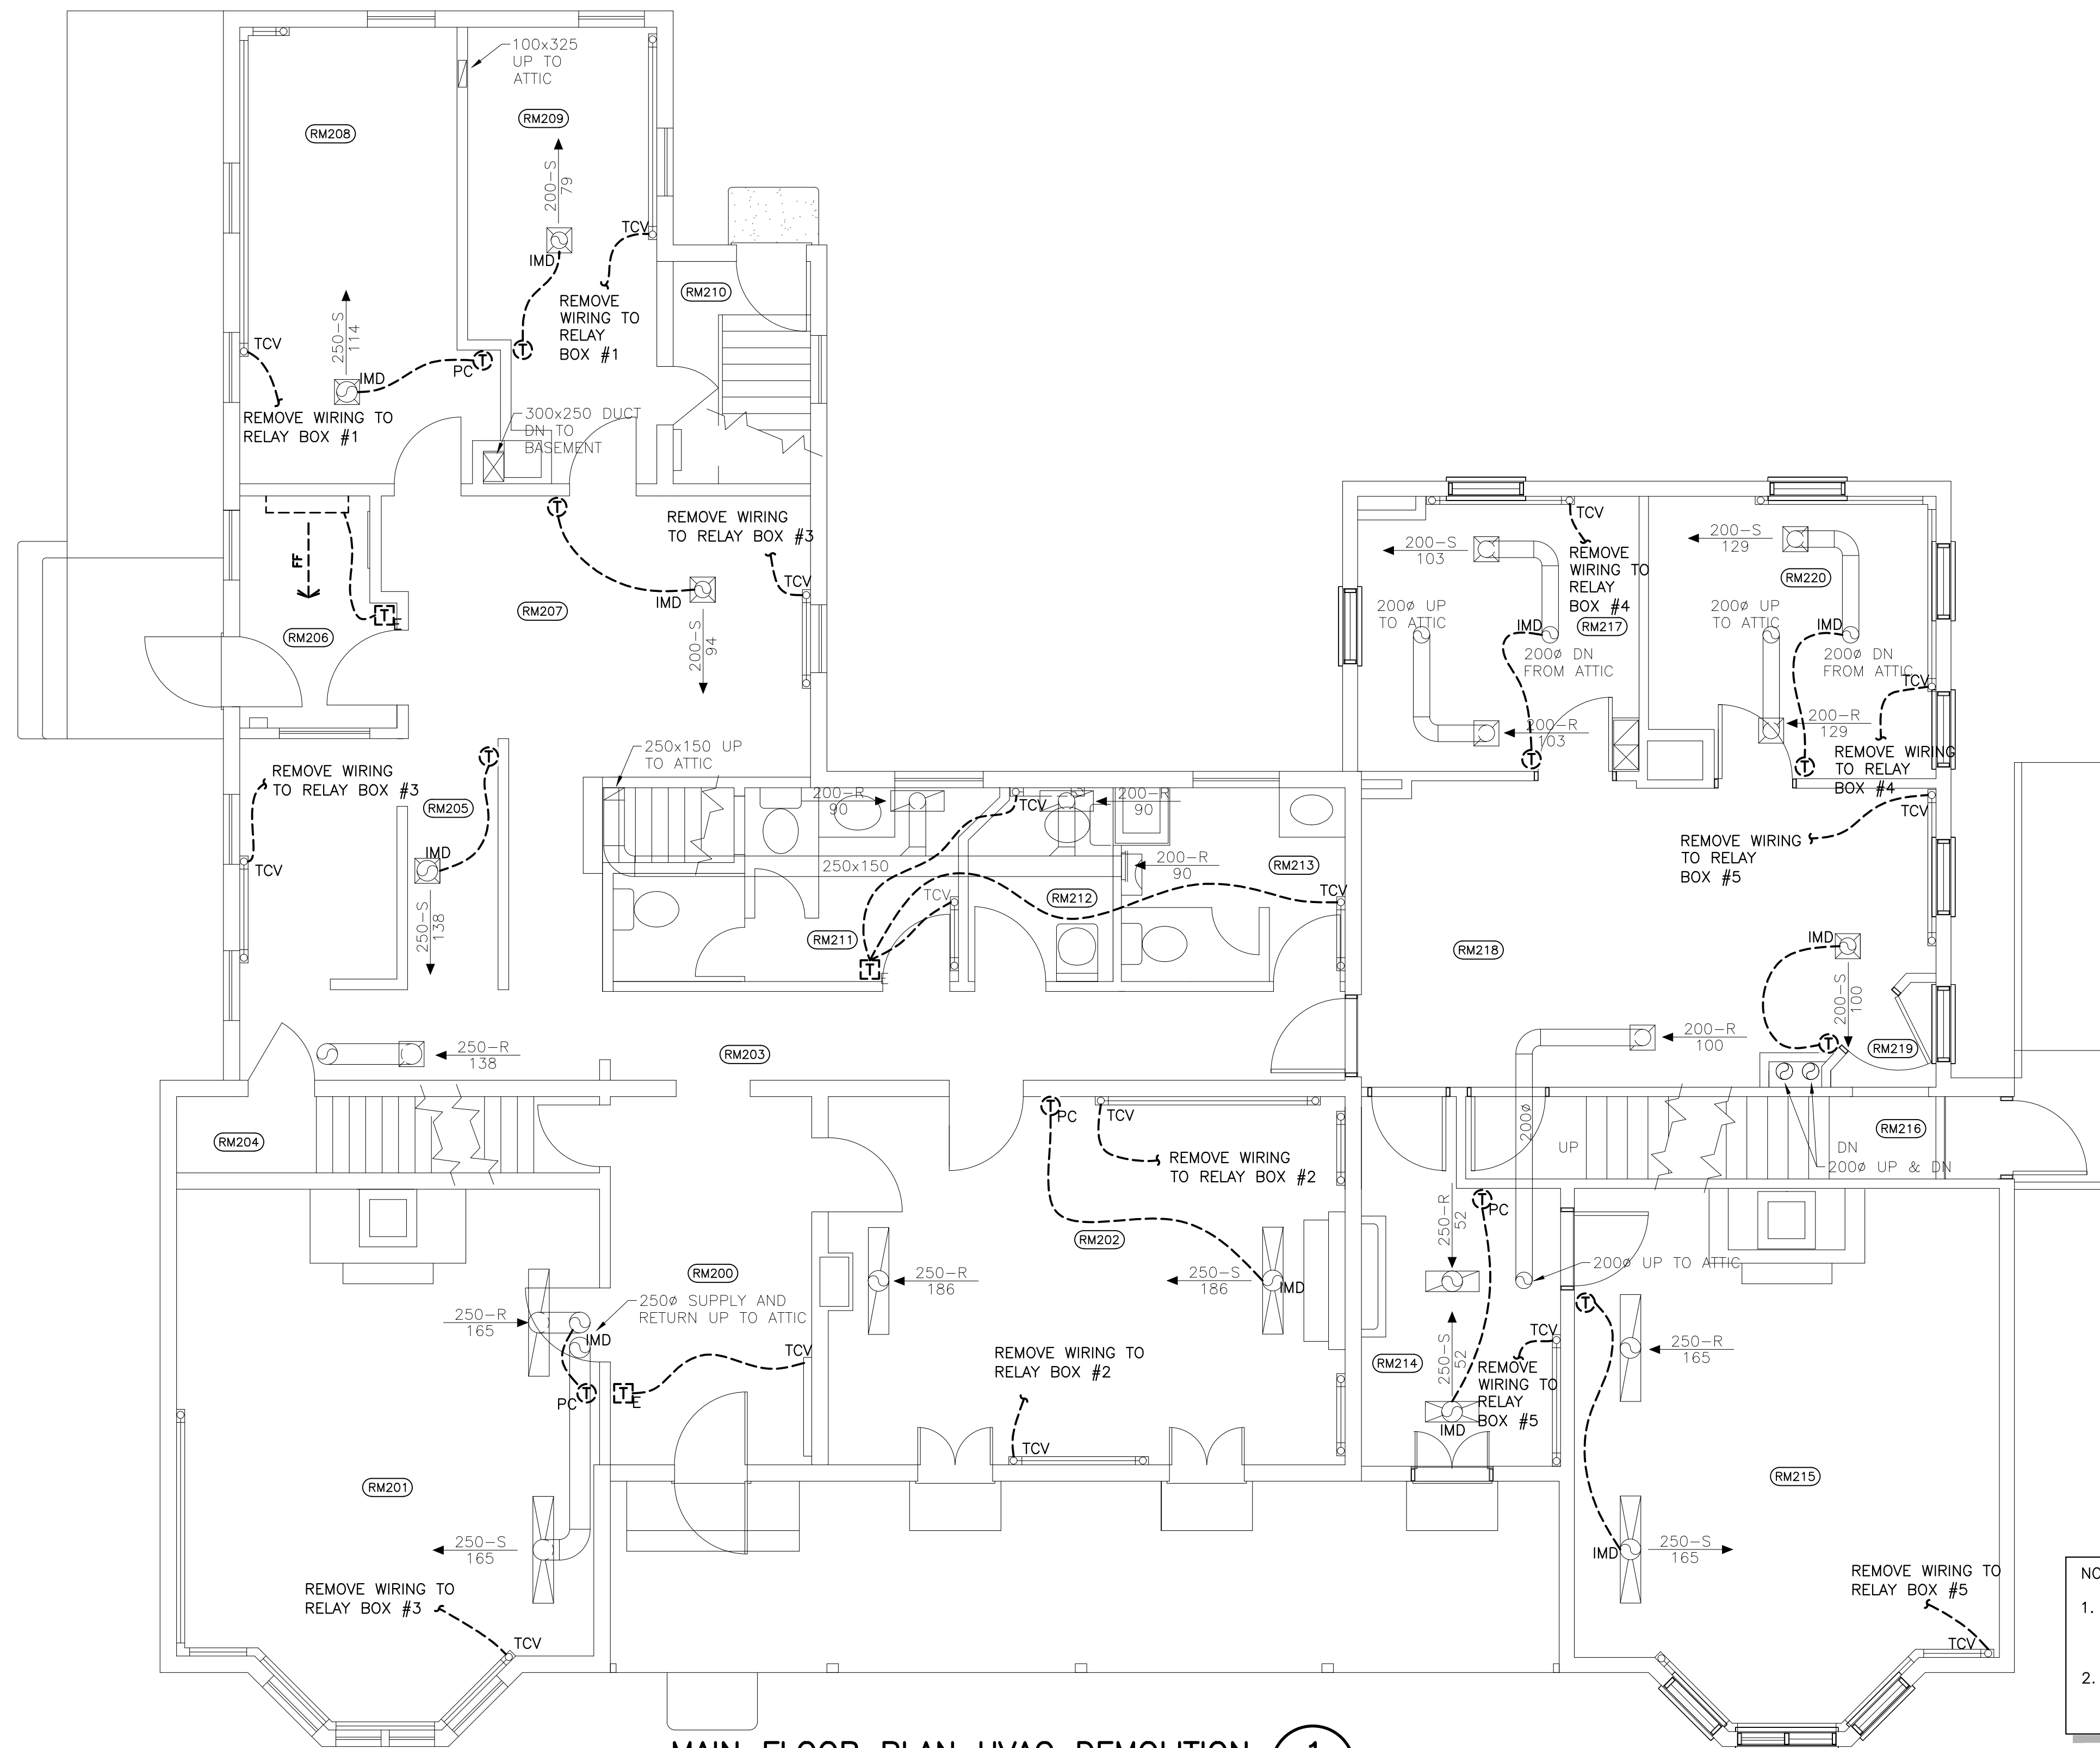 100x325
UP TO
ATTIC
RM208
RM209
200-S
79
TCV
IMD
REMOVE
WIRING TO
RELAY
BOX #1
RM210
250-S
114
TCV
IMD
PC
T
T
REMOVE WIRING TO
RELAY BOX #1
300x250 DUCT
DN TO
BASEMENT
T
REMOVE WIRING
TO RELAY BOX #3
FF
TCV
IMD
RM207
T
E
RM206
200-S
94
TCV
REMOVE
WIRING TO
RELAY
BOX #4
200-S
103
200-S
129
RM220
200ø UP
TO ATTIC
IMD
RM217
200ø UP
TO ATTIC
IMD
200ø DN
FROM ATTIC
200ø DN
FROM ATTIC
TCV
200-R
103
200-R
129
T
T
REMOVE WIRING
TO RELAY
BOX #4
250x150 UP
TO ATTIC
T
REMOVE WIRING
TO RELAY BOX #3
RM205
IMD
TCV
250-S
138
200-R
90
TCV
200-R
90
250x150
200-R
90
RM213
TCV
RM212
TCV
RM211
T
E
TCV
REMOVE WIRING
TO RELAY
BOX #5
RM218
IMD
200-S
100
200-R
100
T
RM219
250-R
138
RM203
RM204
T
PC
TCV
REMOVE WIRING
TO RELAY BOX #2
200ø
UP
DN
RM216
200ø UP & DN
250-R
52
T
PC
RM202
RM200
250-R
186
250-S
186
IMD
200ø UP TO ATTIC
250ø SUPPLY AND
RETURN UP TO ATTIC
250-R
165
IMD
T
PC
T
E
TCV
REMOVE WIRING TO
RELAY BOX #2
TCV
RM214
250-S
52
TCV
REMOVE
WIRING TO
RELAY
BOX #5
IMD
T
250-R
165
RM201
RM215
250-S
165
IMD
250-S
165
REMOVE WIRING TO
RELAY BOX #3
TCV
REMOVE WIRING TO
RELAY BOX #5
TCV
1.
2.
MAIN FLOOR PLAN HVAC DEMOLITION
1